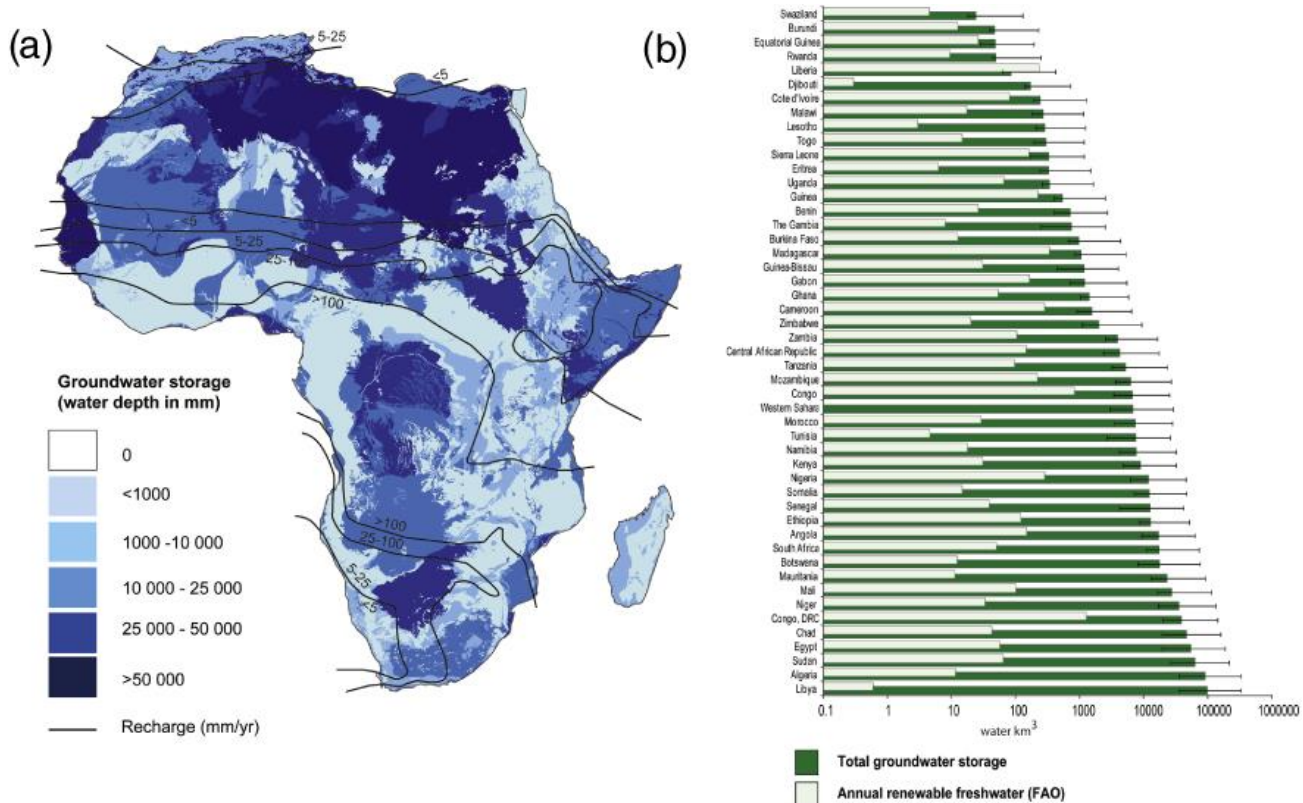 (a)
5-25
<5
<5
5-25
25-100
>100
>100
25-100
5-25
<5
Groundwater storage
(water depth in mm)
0
<1000
1000 -10 000
10 000 - 25 000
25 000 - 50 000
>50 000
Recharge (mm/yr)
(b)
Swaziland
Burundi
Equatorial Guinea
Rwanda
Liberia
Djibouti
Cote d'Ivoire
Malawi
Lesotho
Togo
Sierra Leone
Eritrea
Uganda
Guinea
Benin
The Gambia
Burkina Faso
Madagascar
Guinea-Bissau
Gabon
Ghana
Cameroon
Zimbabwe
Zambia
Central African Republic
Tanzania
Mozambique
Congo
Western Sahara
Morocco
Tunisia
Namibia
Kenya
Nigeria
Somalia
Senegal
Ethiopia
Angola
South Africa
Botswana
Mauritania
Mali
Niger
Congo, DRC
Chad
Egypt
Sudan
Algeria
Libya
0.1 1 10 100 1000 10000 100000 1000000
water km³
Total groundwater storage
Annual renewable freshwater (FAO)